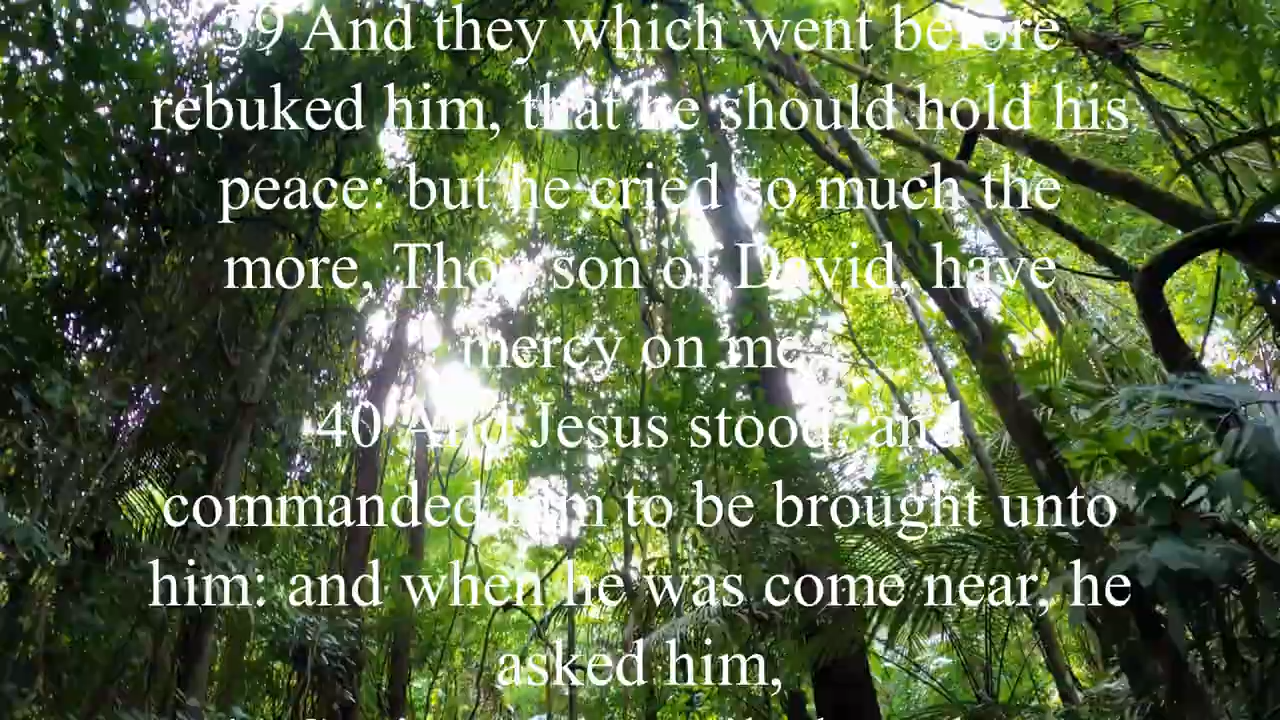 39 And they which went before
rebuked him, that he should hold his
peace: but he cried so much the
more, Thou son of David, have
mercy on me.
40 And Jesus stood, and
commanded him to be brought unto
him: and when he was come near, he
asked him,